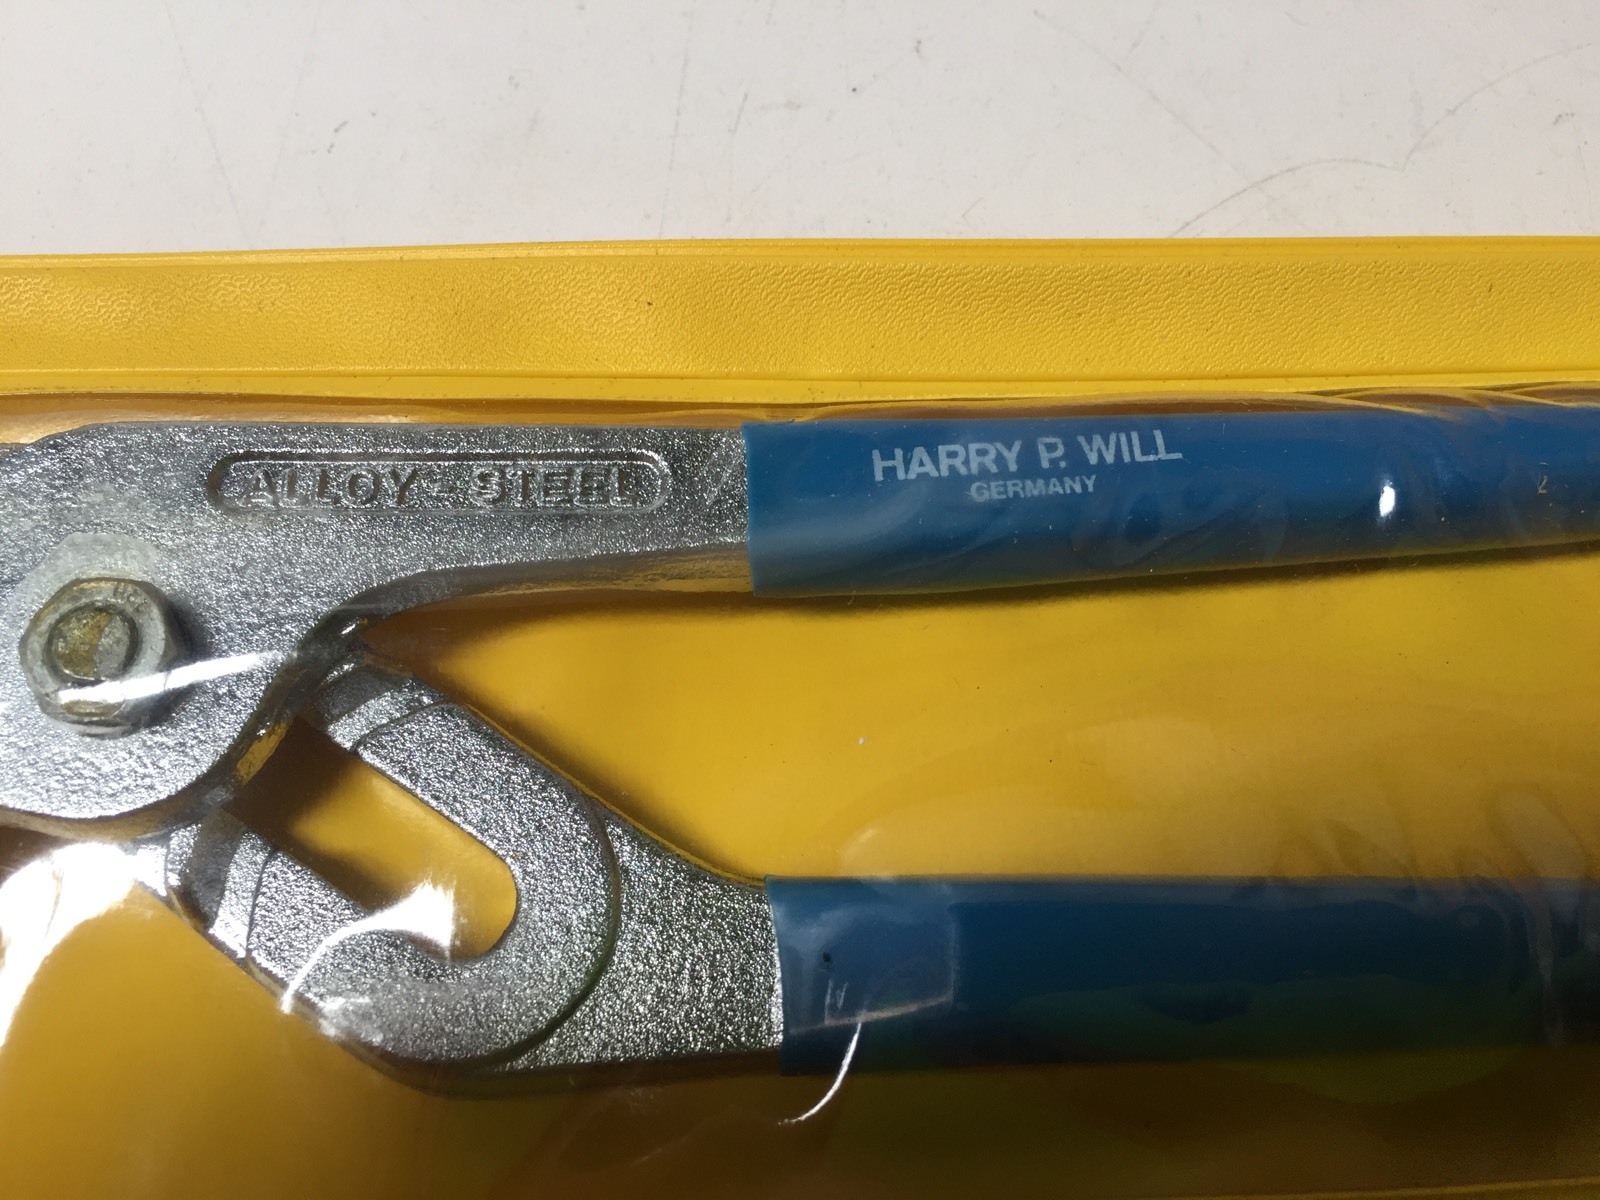 ALLOY-STEEL
HARRY P. WILL
GERMANY